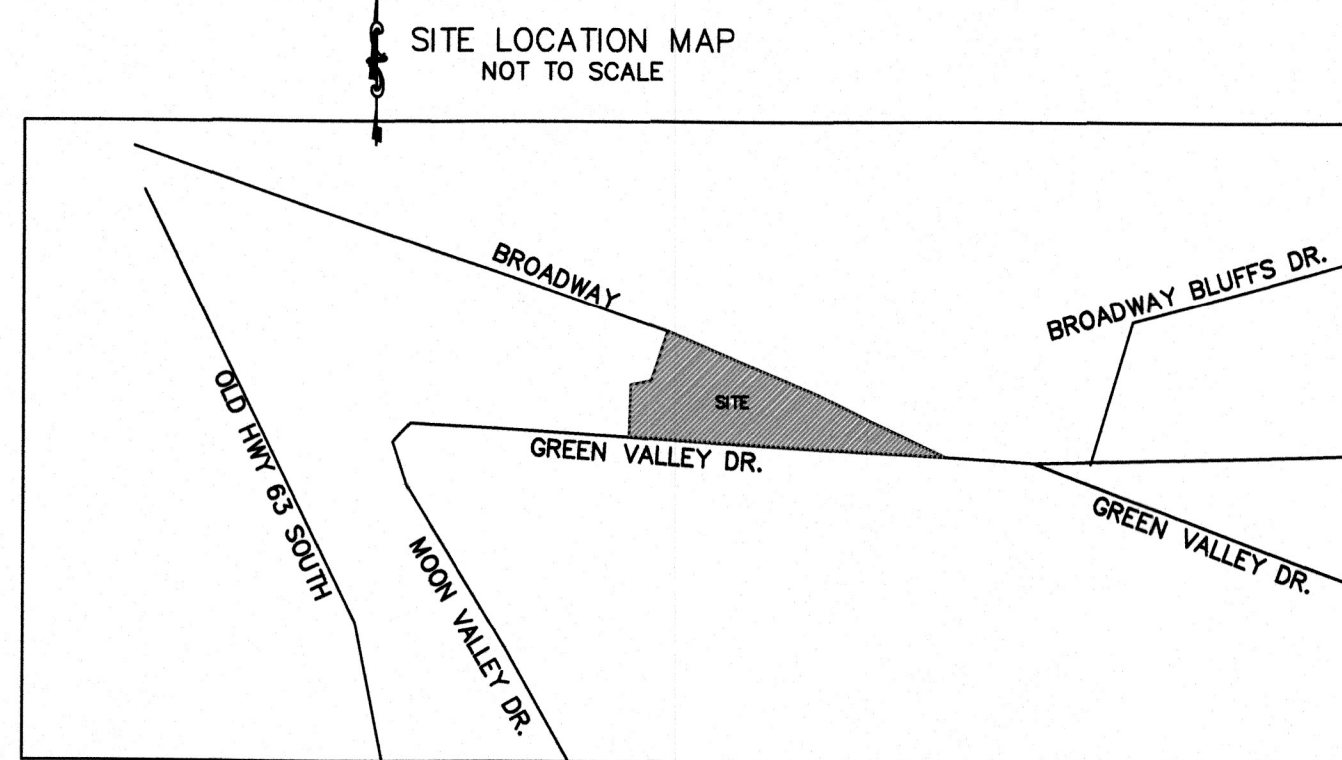 SITE LOCATION MAP
NOT TO SCALE
BROADWAY
BROADWAY BLUFFS DR.
OLD HWY 63 SOUTH
SITE
GREEN VALLEY DR.
GREEN VALLEY DR.
MOON VALLEY DR.